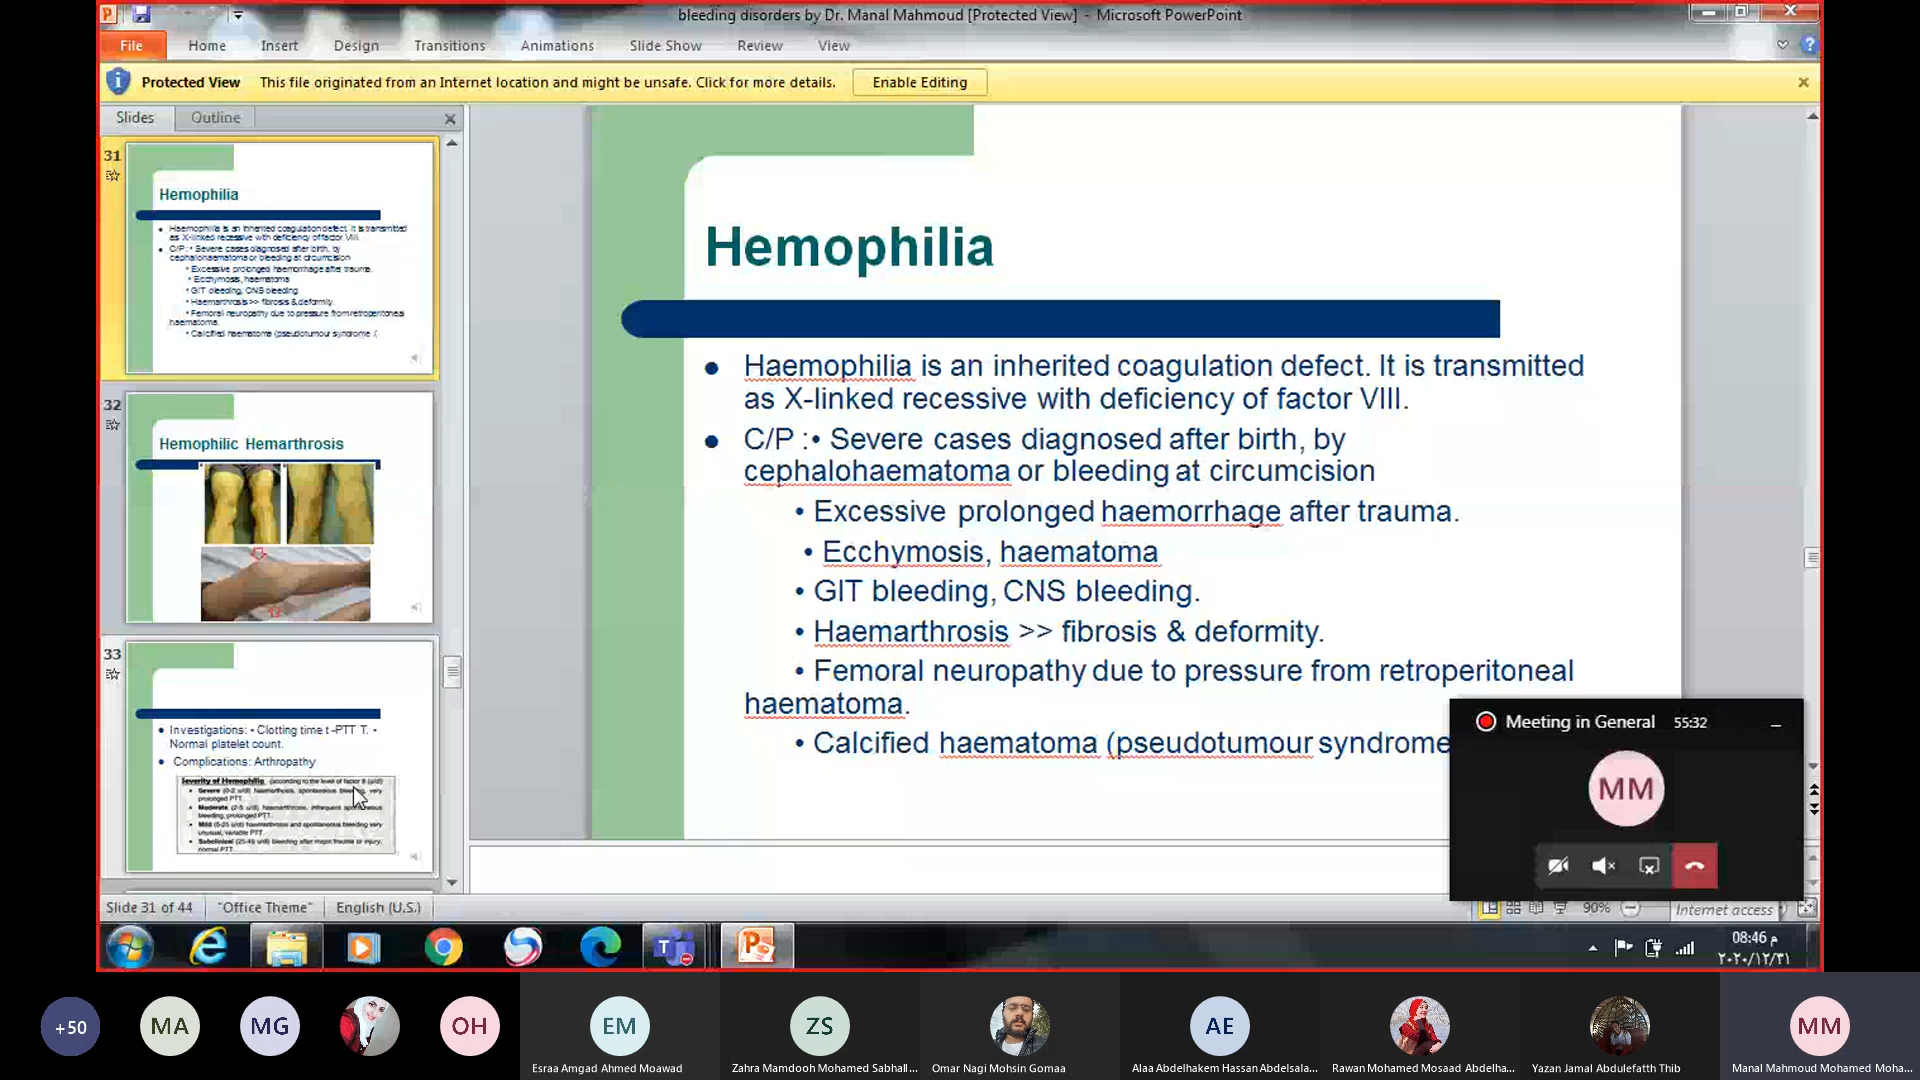 bleeding disorders by Dr. Manal Mahmoud [Protected View] - Microsoft PowerPoint
File Home Insert Design Transitions Animations Slide Show Review View
Protected View This file originated from an Internet location and might be unsafe. Click for more details. Enable Editing
Slides Outline
31
Hemophilia
Haemophilia is an inherited coagulation defect. It is transmitted
as X-linked recessive with deficiency of factor VIII.
C/P :• Severe cases diagnosed after birth, by
cephalohaematoma or bleeding at circumcision
• Excessive prolonged haemorrhage after trauma.
• Ecchymosis, haematoma
• GIT bleeding, CNS bleeding
• Haemarthrosis >> fibrosis & deformity.
• Femoral neuropathy due to pressure from retroperitoneal
haematoma.
• Calcified haematoma (pseudotumour syndrome .(
32
Hemophilic Hemarthrosis
33
Investigations: • Clotting time t -PTT T. •
Normal platelet count.
Complications: Arthropathy
Severity of Hemophilia (according to the level of factor 8 (u/dl)
• Severe (0-2 u/dl) haemarthosis, spontaneous bleeding, very
prolonged PTT.
• Moderate (2-5 u/dl) haemarthrosis, infrequent spontaneous
bleeding, prolonged PTT.
• Mild (5-25 u/dl) haemarthrosis and spontaneous bleeding very
unusual, variable PTT.
• Subclinical (25-49 u/dl) bleeding after major trauma or injury,
normal PTT.
Hemophilia
Haemophilia is an inherited coagulation defect. It is transmitted
as X-linked recessive with deficiency of factor VIII.
C/P :• Severe cases diagnosed after birth, by
cephalohaematoma or bleeding at circumcision
• Excessive prolonged haemorrhage after trauma.
• Ecchymosis, haematoma
• GIT bleeding, CNS bleeding.
• Haemarthrosis >> fibrosis & deformity.
• Femoral neuropathy due to pressure from retroperitoneal
haematoma.
• Calcified haematoma (pseudotumour syndrome
Meeting in General 55:32
MM
Slide 31 of 44 "Office Theme" English (U.S.) 90% Internet access
08:46 م
٢٠٢٠/١٢/٣١
+50 MA MG OH EM ZS AE MM
Esraa Amgad Ahmed Moawad Zahra Mamdooh Mohamed Sabhall... Omar Nagi Mohsin Gomaa Alaa Abdelhakem Hassan Abdelsala... Rawan Mohamed Mosaad Abdelha... Yazan Jamal Abdulefatth Thib Manal Mahmoud Mohamed Moha...